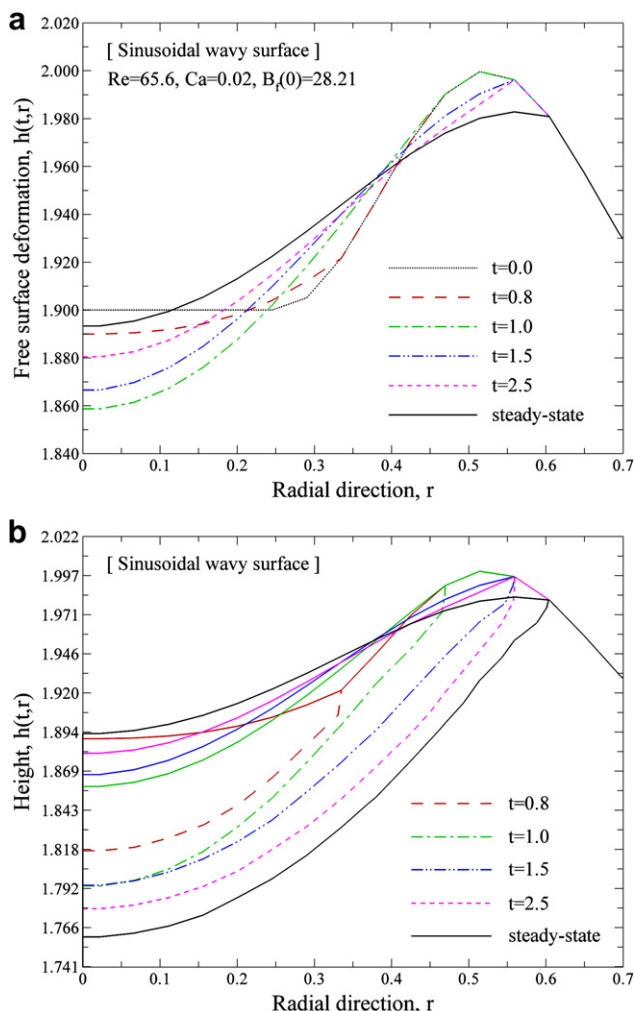 a
[ Sinusoidal wavy surface ]
Re=65.6, Ca=0.02, B_f(0)=28.21
Free surface deformation, h(t,r)
2.020
2.000
1.980
1.960
1.940
1.920
1.900
1.880
1.860
1.840
t=0.0
t=0.8
t=1.0
t=1.5
t=2.5
steady-state
0 0.1 0.2 0.3 0.4 0.5 0.6 0.7
Radial direction, r
b
[ Sinusoidal wavy surface ]
Height, h(t,r)
2.022
1.997
1.971
1.946
1.920
1.894
1.869
1.843
1.818
1.792
1.766
1.741
t=0.8
t=1.0
t=1.5
t=2.5
steady-state
0 0.1 0.2 0.3 0.4 0.5 0.6 0.7
Radial direction, r